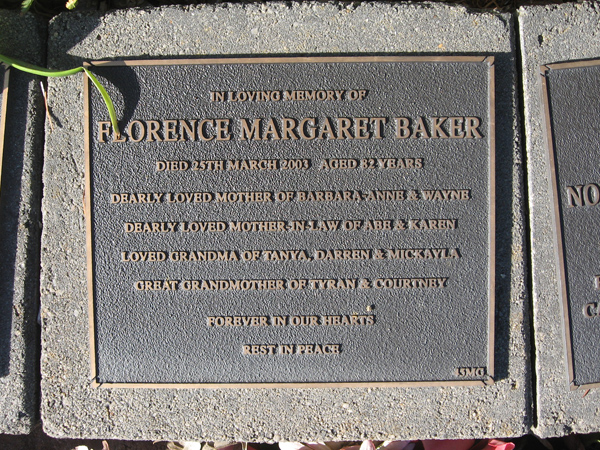 IN LOVING MEMORY OF
FLORENCE MARGARET BAKER
DIED 25TH MARCH 2003 AGED 82 YEARS
DEARLY LOVED MOTHER OF BARBARA-ANNE & WAYNE
DEARLY LOVED MOTHER-IN-LAW OF ABE & KAREN
LOVED GRANDMA OF TANYA, DARREN & MICKAYLA
GREAT GRANDMOTHER OF TYRAN & COURTNEY
FOREVER IN OUR HEARTS
REST IN PEACE
NO